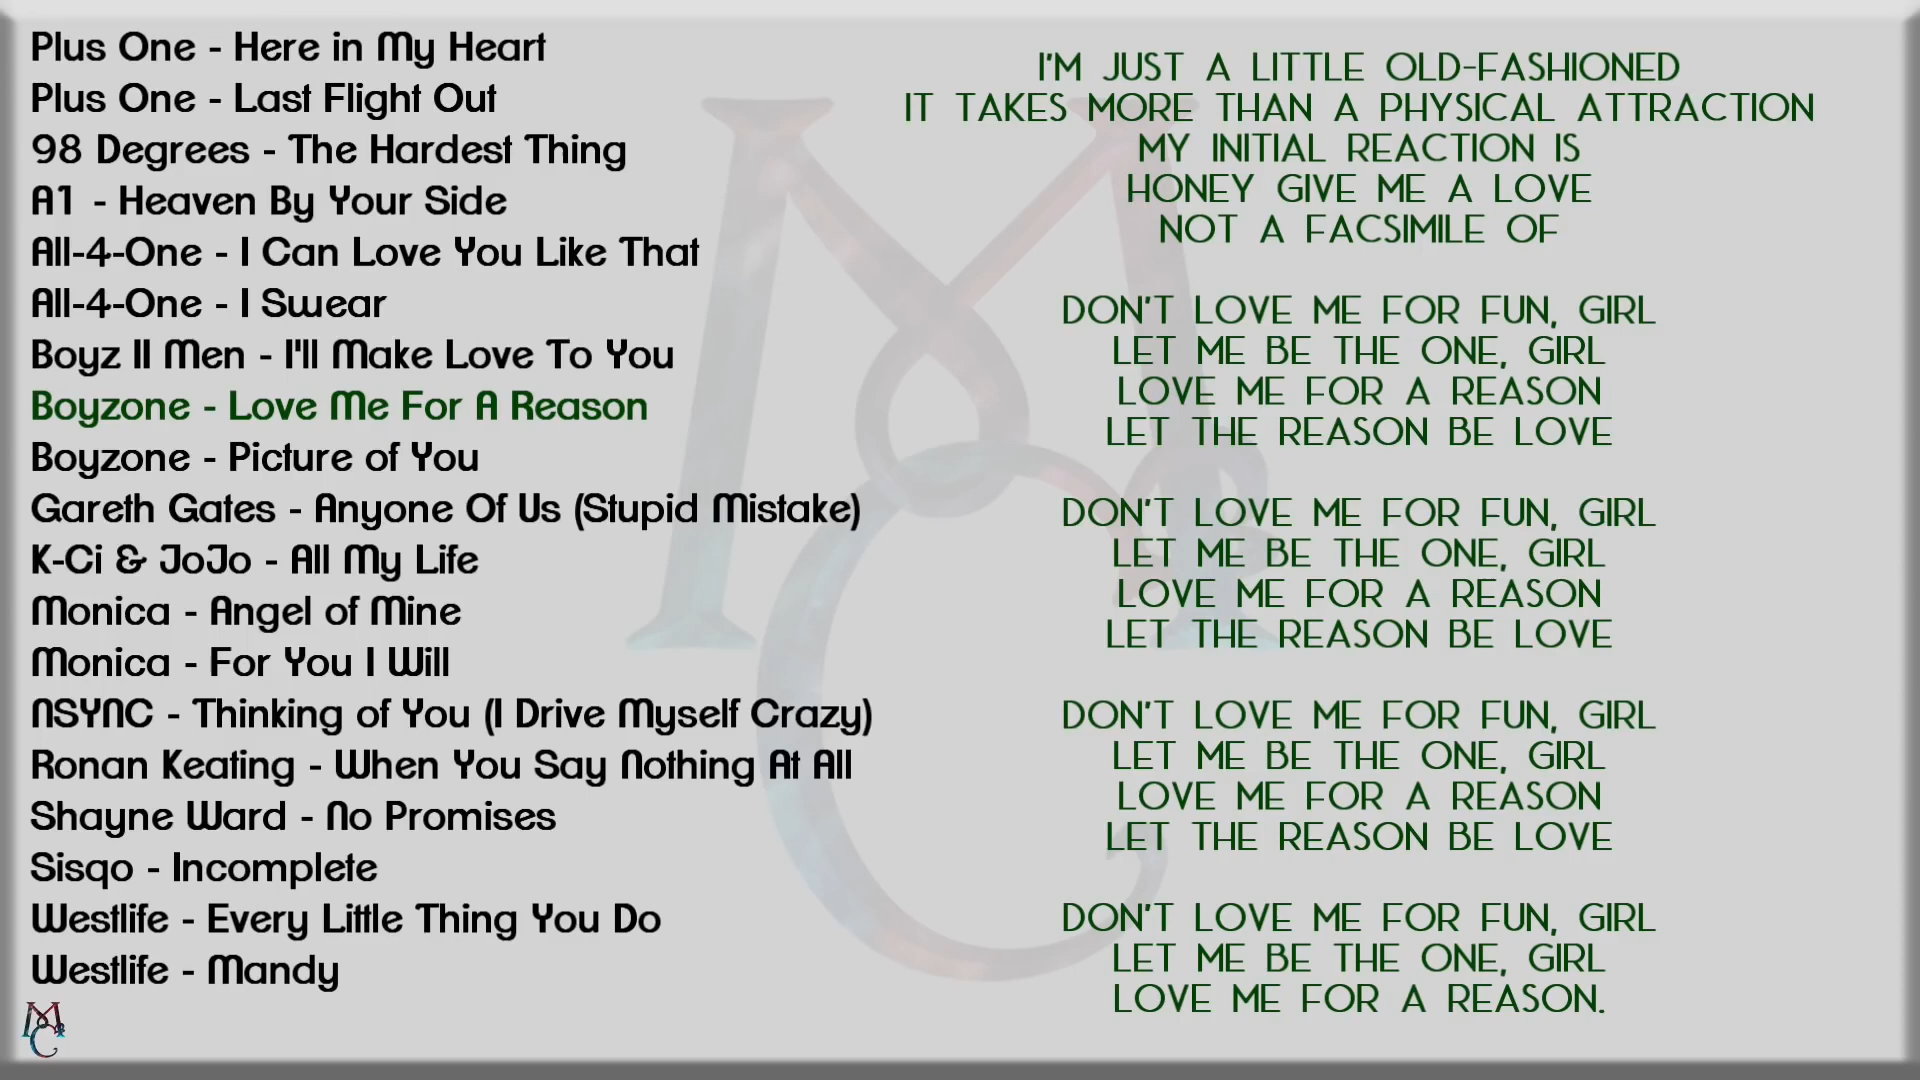 Plus One - Here in My Heart
Plus One - Last Flight Out
98 Degrees - The Hardest Thing
A1 - Heaven By Your Side
All-4-One - I Can Love You Like That
All-4-One - I Swear
Boyz II Men - I'll Make Love To You
Boyzone - Love Me For A Reason
Boyzone - Picture of You
Gareth Gates - Anyone Of Us (Stupid Mistake)
K-Ci & JoJo - All My Life
Monica - Angel of Mine
Monica - For You I Will
NSYNC - Thinking of You (I Drive Myself Crazy)
Ronan Keating - When You Say Nothing At All
Shayne Ward - No Promises
Sisqo - Incomplete
Westlife - Every Little Thing You Do
Westlife - Mandy
I'M JUST A LITTLE OLD-FASHIONED
IT TAKES MORE THAN A PHYSICAL ATTRACTION
MY INITIAL REACTION IS
HONEY GIVE ME A LOVE
NOT A FACSIMILE OF
DON'T LOVE ME FOR FUN, GIRL
LET ME BE THE ONE, GIRL
LOVE ME FOR A REASON
LET THE REASON BE LOVE
DON'T LOVE ME FOR FUN, GIRL
LET ME BE THE ONE, GIRL
LOVE ME FOR A REASON
LET THE REASON BE LOVE
DON'T LOVE ME FOR FUN, GIRL
LET ME BE THE ONE, GIRL
LOVE ME FOR A REASON
LET THE REASON BE LOVE
DON'T LOVE ME FOR FUN, GIRL
LET ME BE THE ONE, GIRL
LOVE ME FOR A REASON.